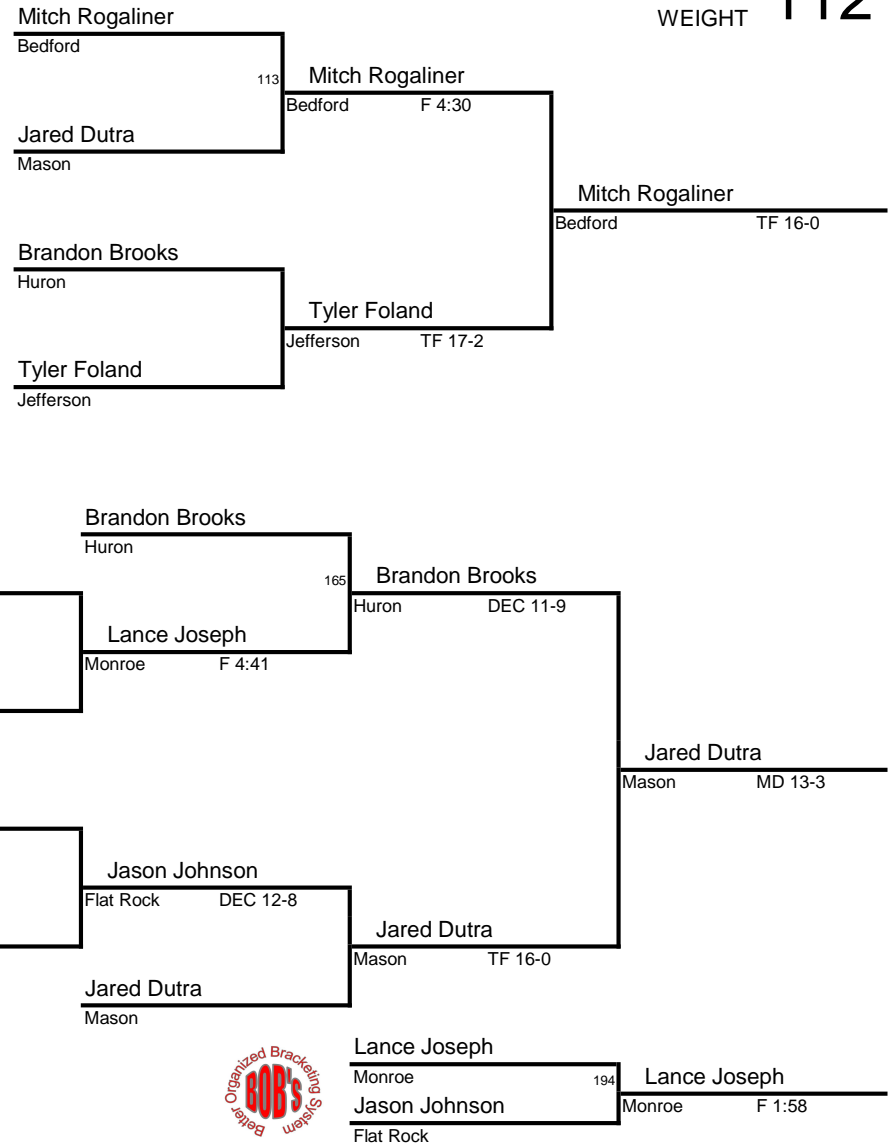 WEIGHT 112
Mitch Rogaliner
Bedford
113
Mitch Rogaliner
Bedford F 4:30
Jared Dutra
Mason
Mitch Rogaliner
Bedford TF 16-0
Brandon Brooks
Huron
Tyler Foland
Jefferson TF 17-2
Tyler Foland
Jefferson
Brandon Brooks
Huron
165
Brandon Brooks
Huron DEC 11-9
Lance Joseph
Monroe F 4:41
Jared Dutra
Mason MD 13-3
Jason Johnson
Flat Rock DEC 12-8
Jared Dutra
Mason TF 16-0
Jared Dutra
Mason
Lance Joseph
Monroe
194
Lance Joseph
Monroe F 1:58
Jason Johnson
Flat Rock
Better Organized Bracketing System
BOB's